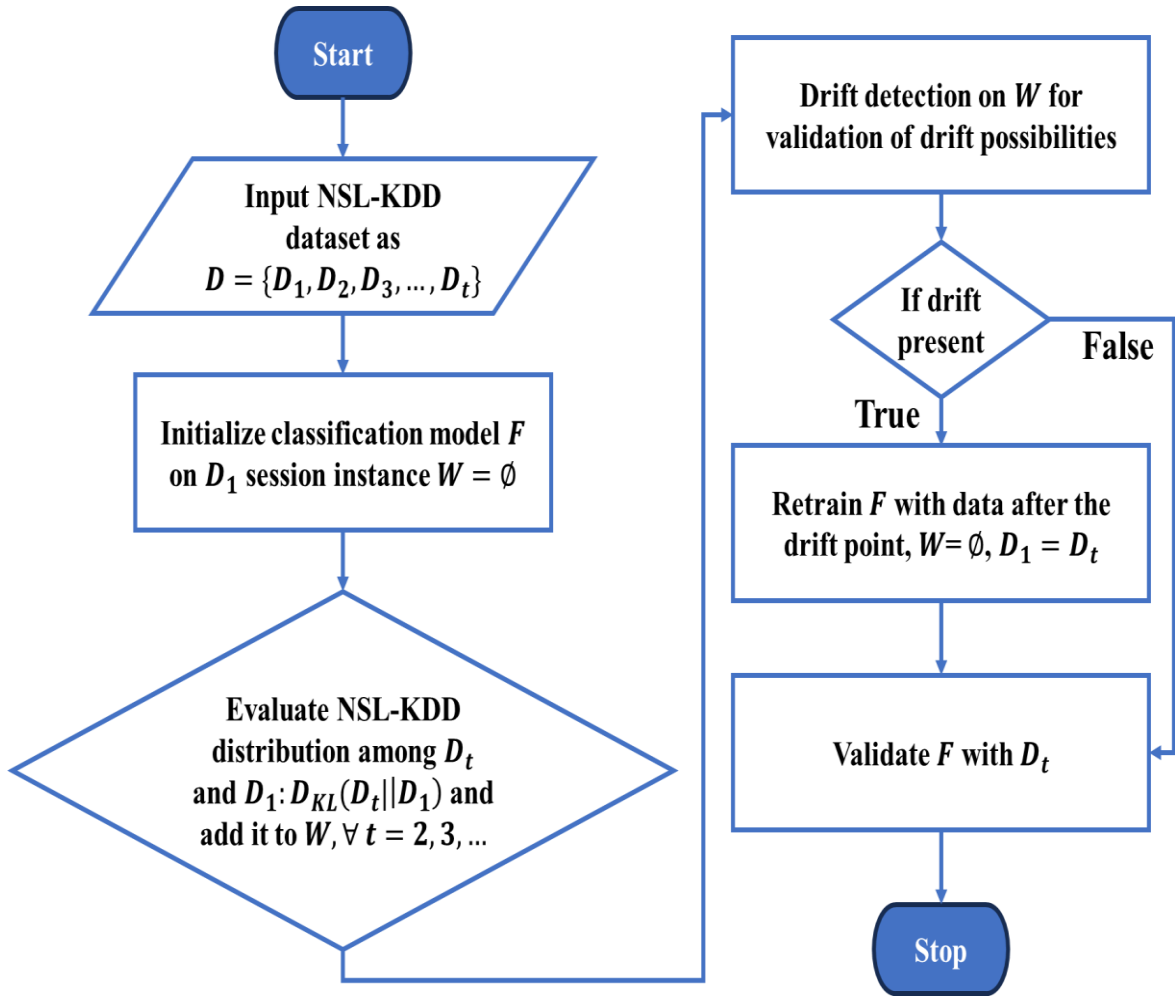 Start
Input NSL-KDD
dataset as
D = {D₁, D₂, D₃, ..., Dₜ}
Initialize classification model F
on D₁ session instance W = ∅
Evaluate NSL-KDD
distribution among Dₜ
and D₁: D_KL(Dₜ||D₁) and
add it to W, ∀ t = 2, 3, ...
Drift detection on W for
validation of drift possibilities
If drift
present
False
True
Retrain F with data after the
drift point, W= ∅, D₁ = Dₜ
Validate F with Dₜ
Stop